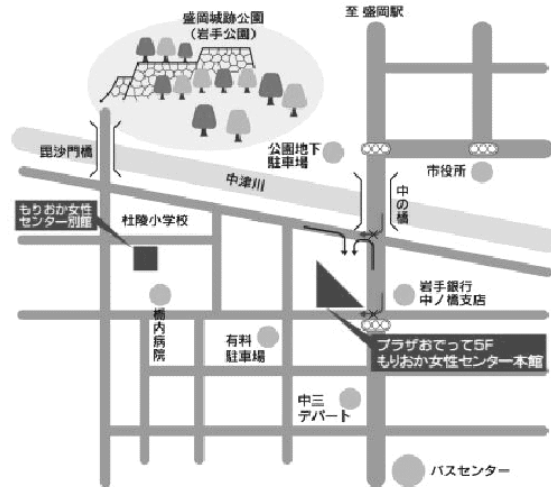 盛岡城跡公園
（岩手公園）
至 盛岡駅
毘沙門橋
公園地下
駐車場
中津川
市役所
中の橋
もりおか女性
センター別館
杜陵小学校
岩手銀行
中ノ橋支店
栃内病院
有料
駐車場
プラザおでって5F
もりおか女性センター本館
中三
デパート
バスセンター